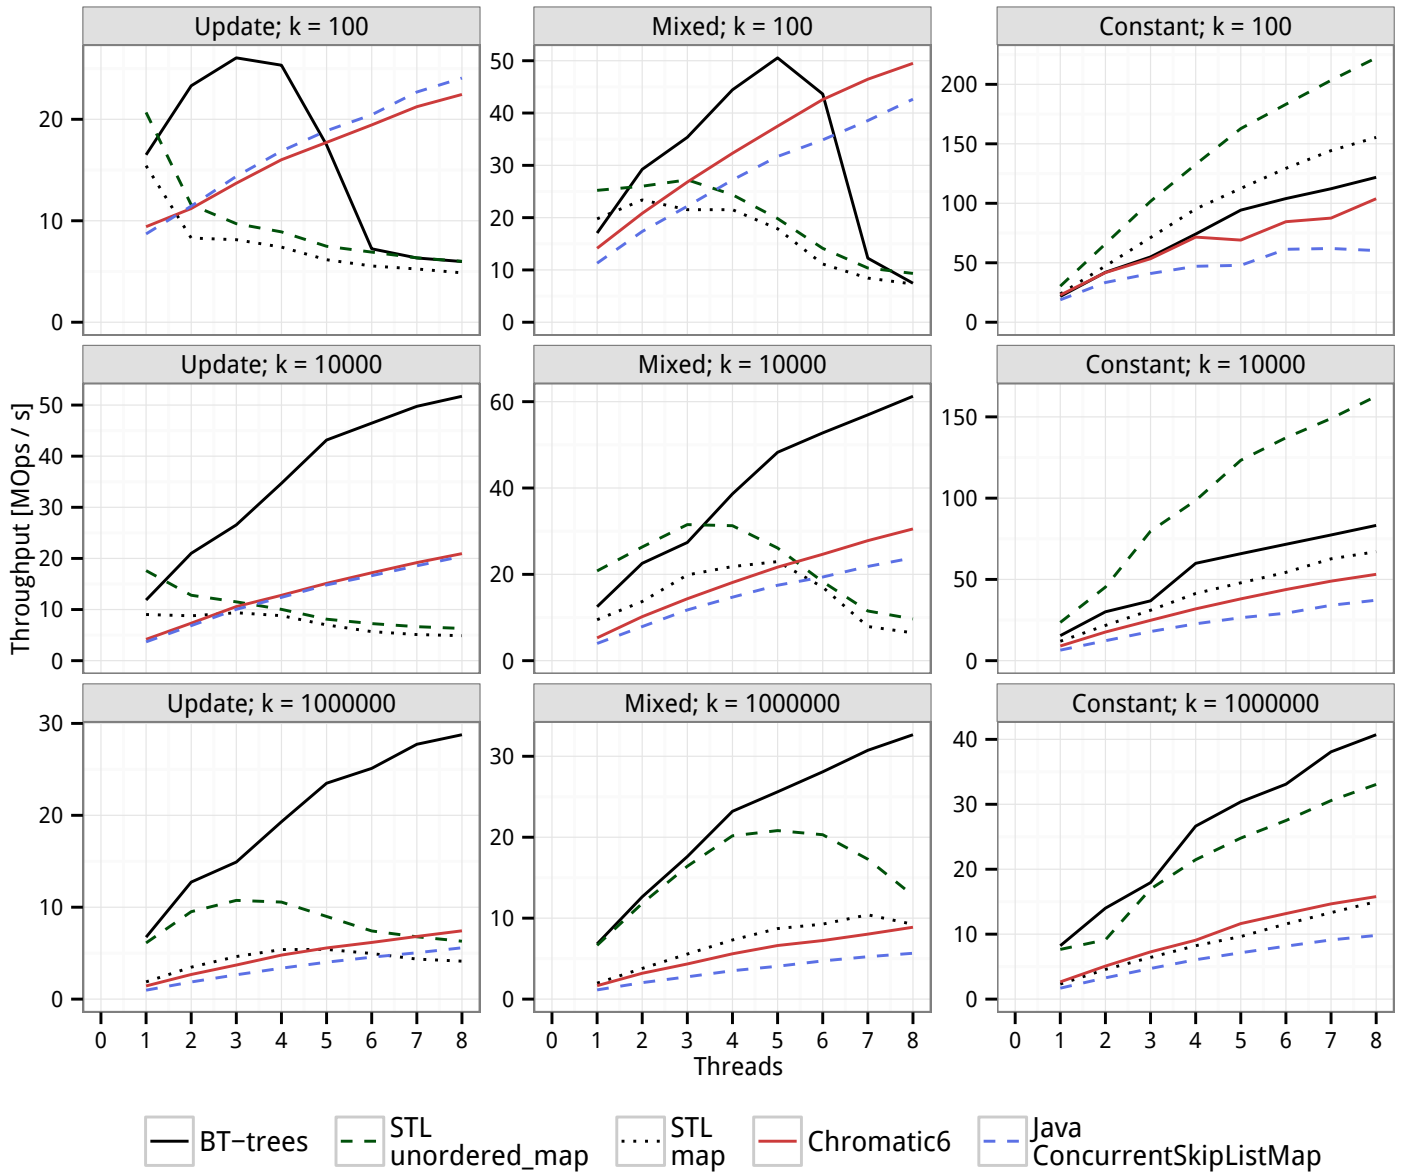 Update; k = 100
Mixed; k = 100
Constant; k = 100
20
10
0
50
40
30
20
10
0
200
150
100
50
0
Update; k = 10000
Mixed; k = 10000
Constant; k = 10000
Throughput [MOps / s]
50
40
30
20
10
0
60
40
20
0
150
100
50
0
Update; k = 1000000
Mixed; k = 1000000
Constant; k = 1000000
30
20
10
0
30
20
10
0
40
30
20
10
0
0 1 2 3 4 5 6 7 8
0 1 2 3 4 5 6 7 8
0 1 2 3 4 5 6 7 8
Threads
BT−trees
STL
unordered_map
STL
map
Chromatic6
Java
ConcurrentSkipListMap